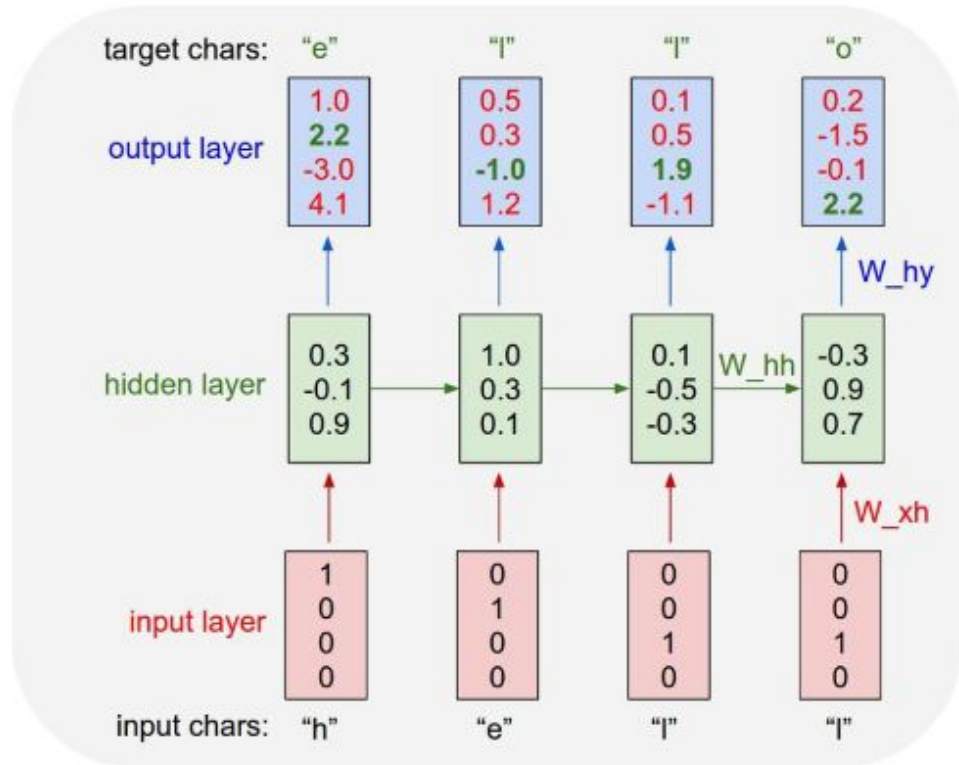 target chars: “e” “l” “l” “o”
1.0 0.5 0.1 0.2
2.2 0.3 0.5 -1.5
output layer
-3.0 -1.0 1.9 -0.1
4.1 1.2 -1.1 2.2
W_hy
0.3 1.0 0.1 -0.3
W_hh
hidden layer -0.1 0.3 -0.5 0.9
0.9 0.1 -0.3 0.7
W_xh
1 0 0 0
0 1 0 0
input layer
0 0 1 1
0 0 0 0
input chars: “h” “e” “l” “l”